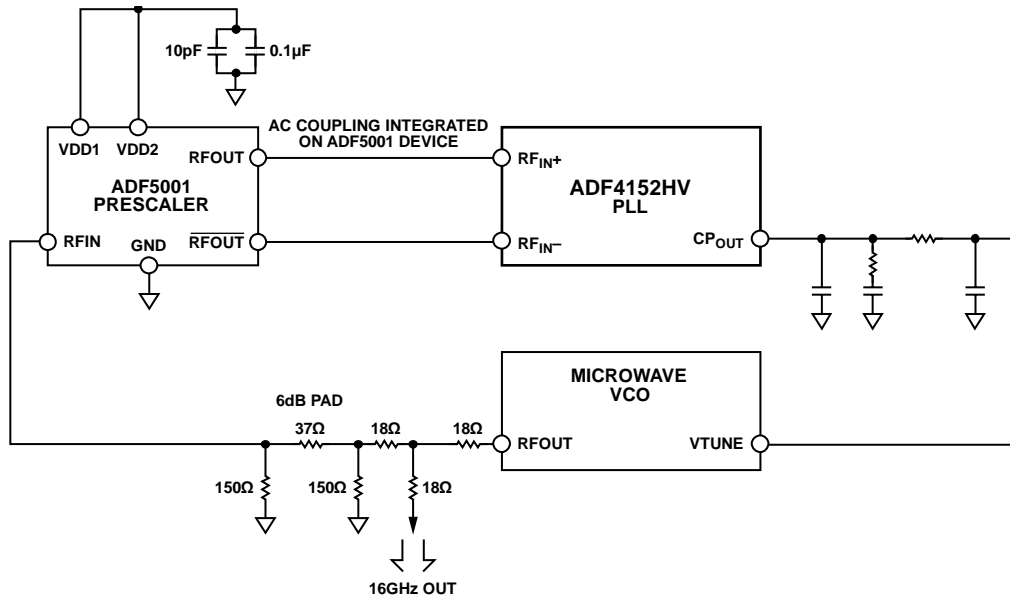 10pF
0.1µF
AC COUPLING INTEGRATED
ON ADF5001 DEVICE
VDD1
VDD2
RFOUT
ADF5001
PRESCALER
RFIN
GND
RFOUT
RFIN+
ADF4152HV
PLL
RFIN–
CPOUT
MICROWAVE
VCO
RFOUT
VTUNE
6dB PAD
37Ω
18Ω
18Ω
150Ω
150Ω
18Ω
16GHz OUT